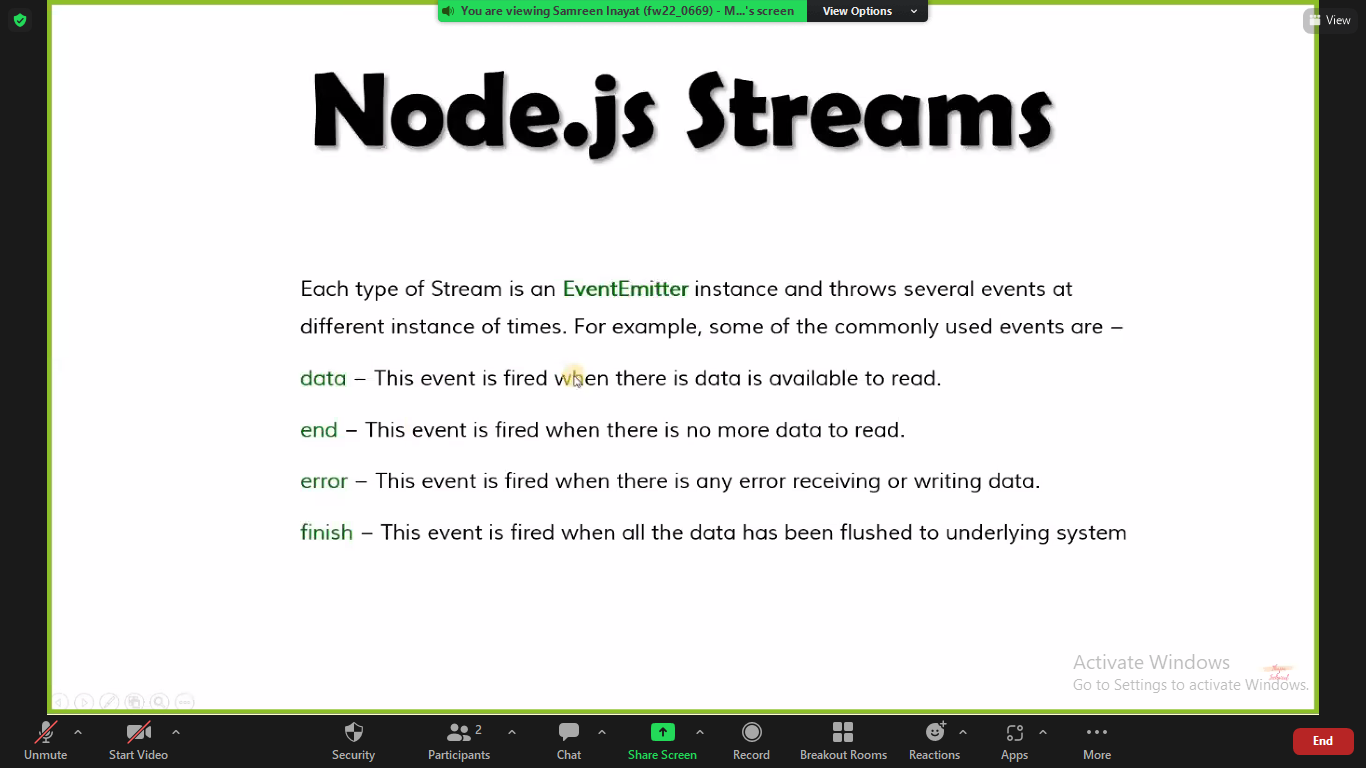 You are viewing Samreen Inayat (fw22_0669) - M...'s screen
View Options
View
Node.js Streams
Each type of Stream is an EventEmitter instance and throws several events at
different instance of times. For example, some of the commonly used events are –
data – This event is fired when there is data is available to read.
end – This event is fired when there is no more data to read.
error – This event is fired when there is any error receiving or writing data.
finish – This event is fired when all the data has been flushed to underlying system
Activate Windows
Go to Settings to activate Windows.
Unmute
Start Video
Security
Participants
2
Chat
Share Screen
Record
Breakout Rooms
Reactions
Apps
More
End